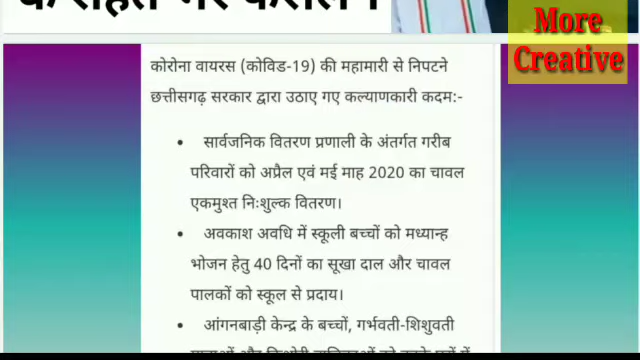 More
Creative
कोरोना वायरस (कोविड-19) की महामारी से निपटने
छत्तीसगढ़ सरकार द्वारा उठाए गए कल्याणकारी कदम:-
• सार्वजनिक वितरण प्रणाली के अंतर्गत गरीब
परिवारों को अप्रैल एवं मई माह 2020 का चावल
एकमुश्त निःशुल्क वितरण।
• अवकाश अवधि में स्कूली बच्चों को मध्यान्ह
भोजन हेतु 40 दिनों का सूखा दाल और चावल
पालकों को स्कूल से प्रदाय।
• आंगनबाड़ी केन्द्र के बच्चों, गर्भवती-शिशुवती